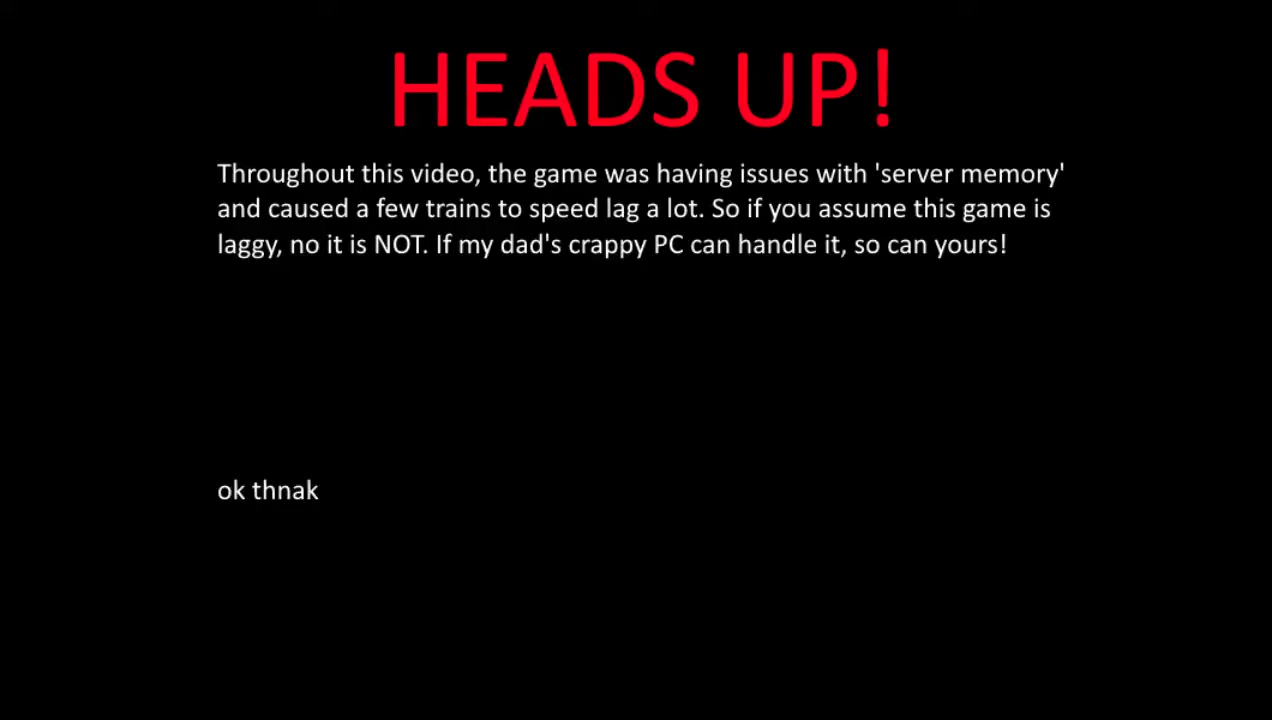 HEADS UP!
Throughout this video, the game was having issues with 'server memory'
and caused a few trains to speed lag a lot. So if you assume this game is
laggy, no it is NOT. If my dad's crappy PC can handle it, so can yours!
ok thnak